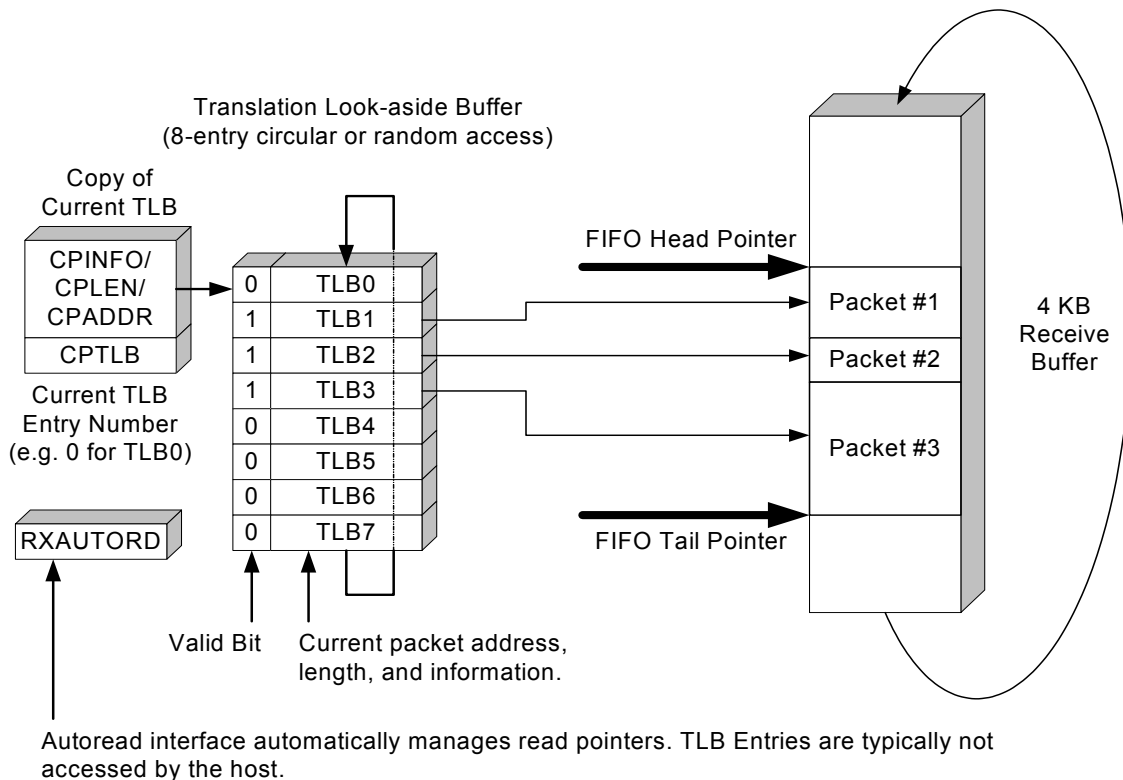 Translation Look-aside Buffer
(8-entry circular or random access)
Copy of
Current TLB
CPINFO/
CPLEN/
CPADDR
CPTLB
Current TLB
Entry Number
(e.g. 0 for TLB0)
RXAUTORD
0 TLB0
1 TLB1
1 TLB2
1 TLB3
0 TLB4
0 TLB5
0 TLB6
0 TLB7
Valid Bit
Current packet address,
length, and information.
FIFO Head Pointer
FIFO Tail Pointer
Packet #1
Packet #2
Packet #3
4 KB
Receive
Buffer
Autoread interface automatically manages read pointers. TLB Entries are typically not
accessed by the host.